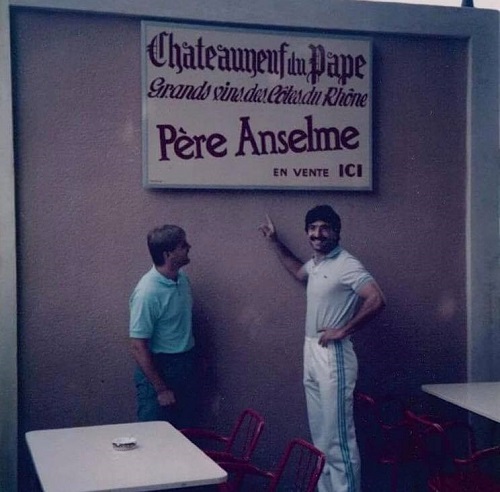 Chateauneuf du Pape
Grands vins des Côtes du Rhône
Père Anselme
EN VENTE ICI